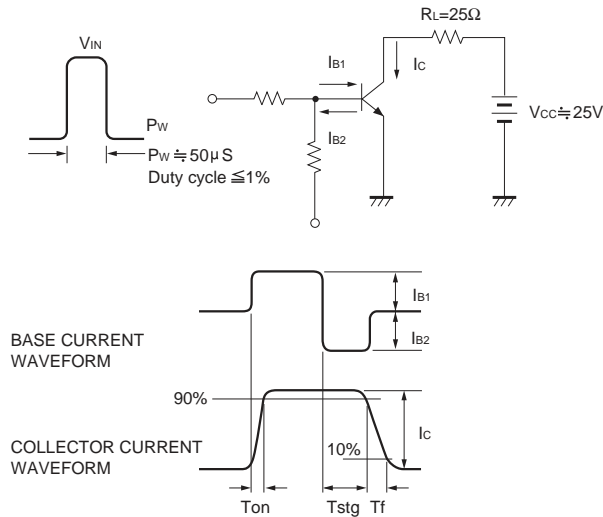 VIN
PW
PW≒50μS
Duty cycle ≦1%
RL=25Ω
IB1
IC
IB2
VCC≒25V
BASE CURRENT
WAVEFORM
IB1
IB2
90%
10%
IC
COLLECTOR CURRENT
WAVEFORM
Ton
Tstg
Tf